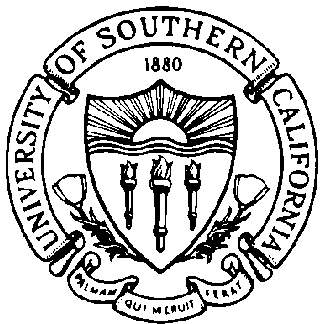 UNIVERSITY OF SOUTHERN CALIFORNIA
1880
PALMAM QUI MERUIT FERAT